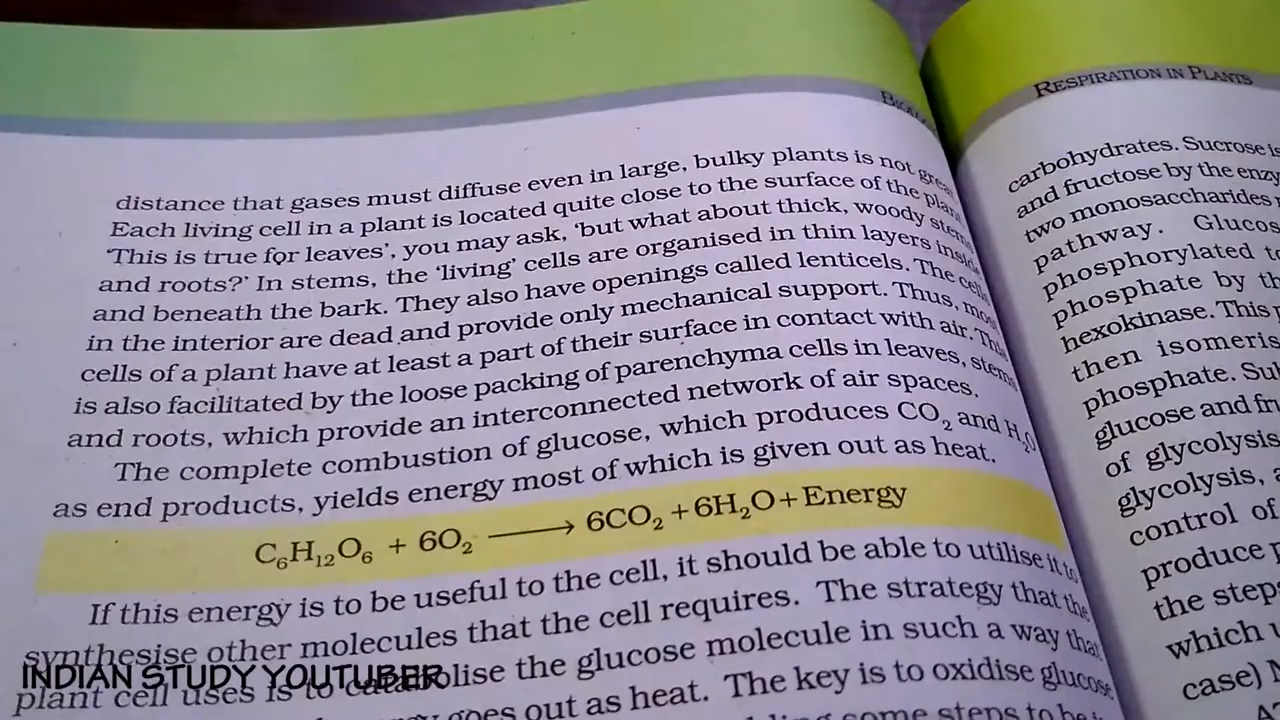 BIOLOGY
distance that gases must diffuse even in large, bulky plants is not
Each living cell in a plant is located quite close to the surface of the
'This is true for leaves', you may ask, 'but what about thick, woody
and roots?' In stems, the 'living' cells are organised in thin layers
and beneath the bark. They also have openings called lenticels. The
in the interior are dead and provide only mechanical support. Thus,
cells of a plant have at least a part of their surface in contact with air.
is also facilitated by the loose packing of parenchyma cells in leaves,
and roots, which provide an interconnected network of air spaces.
The complete combustion of glucose, which produces CO₂ and H₂O
as end products, yields energy most of which is given out as heat.
C₆H₁₂O₆ + 6O₂ ⟶ 6CO₂ + 6H₂O + Energy
If this energy is to be useful to the cell, it should be able to utilise it to
synthesise other molecules that the cell requires. The strategy that the
plant cell uses is to catabolise the glucose molecule in such a way that
goes out as heat. The key is to oxidise glucose
some steps to be
RESPIRATION IN PLANTS
carbohydrates. Sucrose is
and fructose by the
two monosaccharides
pathway. Glucos
phosphorylated to
phosphate by
hexokinase. This
then isomeris
phosphate.
glucose and
of glycolysis
glycolysis,
control of
produce
the
which
case)
INDIAN STUDY YOUTUBER